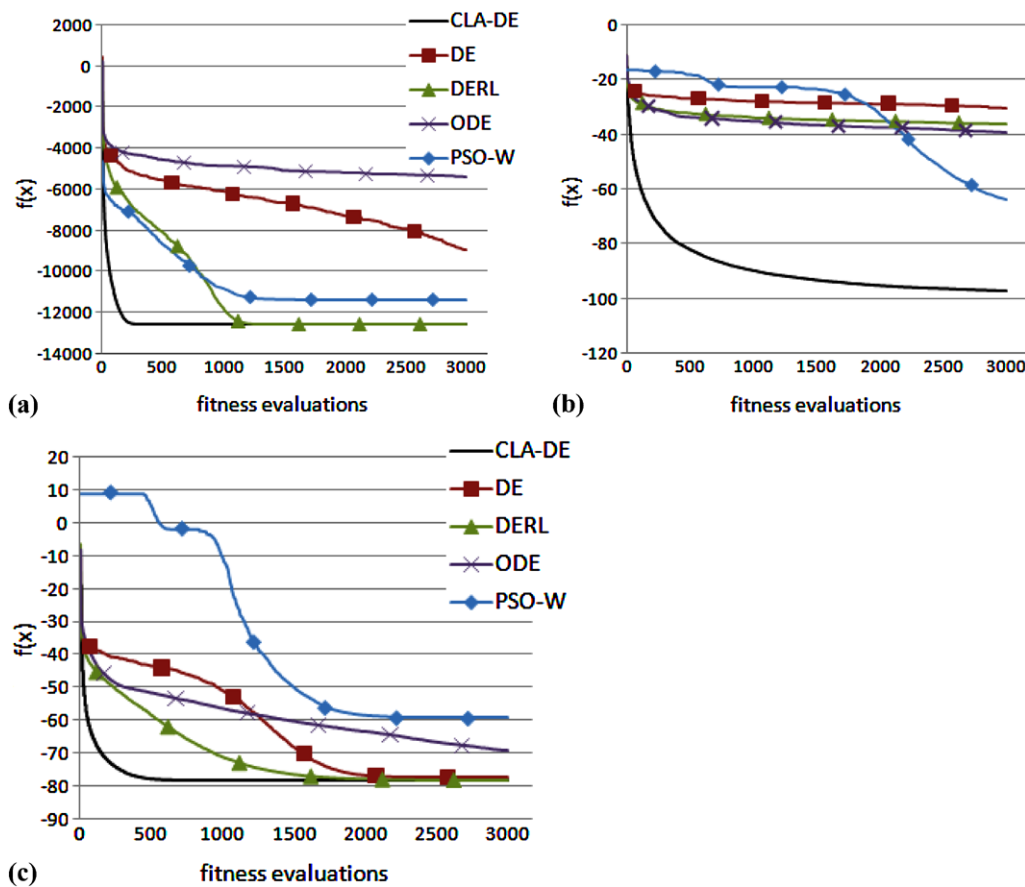 2000
0
-2000
-4000
-6000
-8000
-10000
-12000
-14000
f(x)
0 500 1000 1500 2000 2500 3000
fitness evaluations
(a)
CLA-DE
DE
DERL
ODE
PSO-W
0
-20
-40
-60
-80
-100
-120
f(x)
0 500 1000 1500 2000 2500 3000
fitness evaluations
(b)
20
10
0
-10
-20
-30
-40
-50
-60
-70
-80
-90
f(x)
0 500 1000 1500 2000 2500 3000
fitness evaluations
(c)
CLA-DE
DE
DERL
ODE
PSO-W